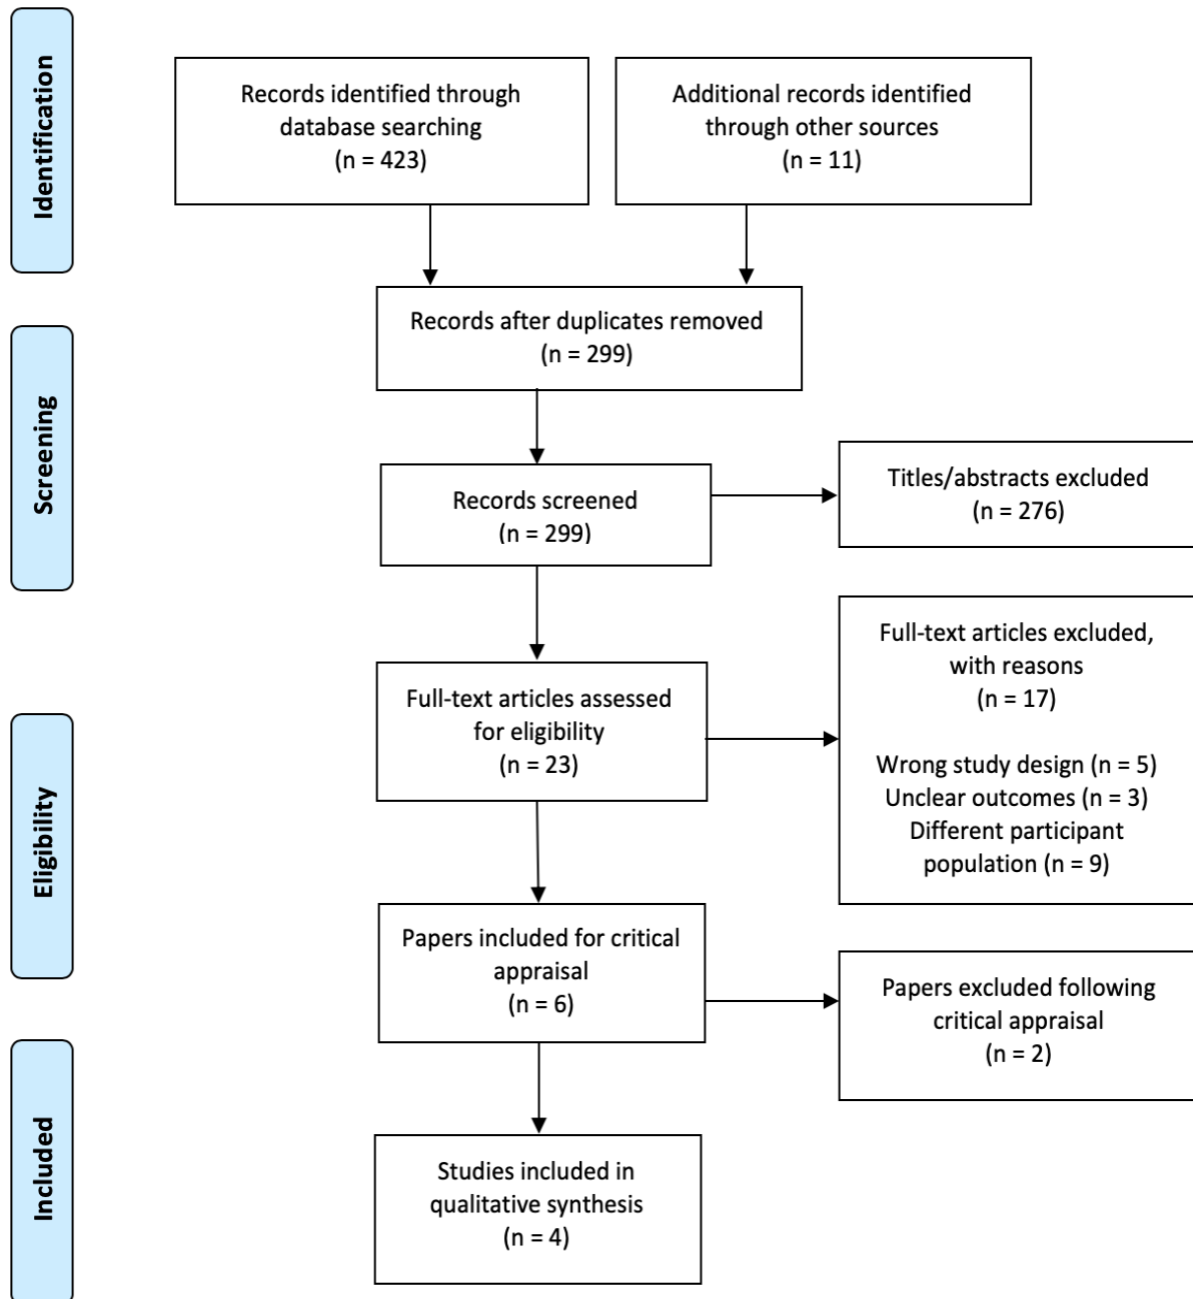 Identification
Records identified through
database searching
(n = 423)
Additional records identified
through other sources
(n = 11)
Records after duplicates removed
(n = 299)
Screening
Records screened
(n = 299)
Titles/abstracts excluded
(n = 276)
Eligibility
Full-text articles assessed
for eligibility
(n = 23)
Full-text articles excluded,
with reasons
(n = 17)
Wrong study design (n = 5)
Unclear outcomes (n = 3)
Different participant
population (n = 9)
Papers included for critical
appraisal
(n = 6)
Papers excluded following
critical appraisal
(n = 2)
Included
Studies included in
qualitative synthesis
(n = 4)